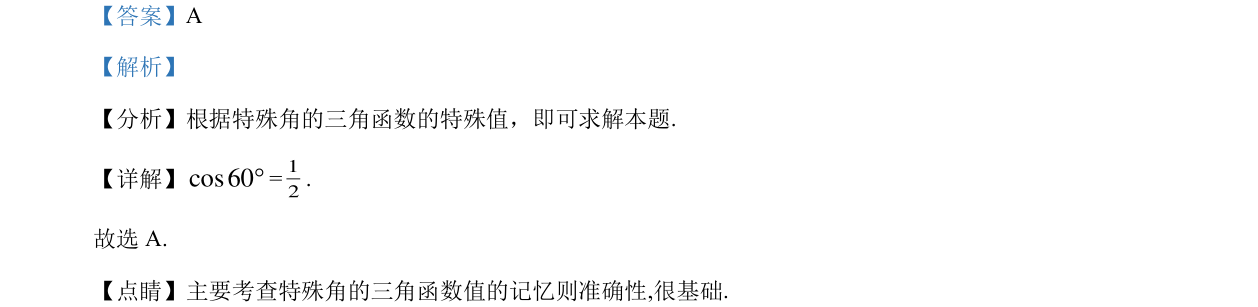 【答案】A
【解析】
【分析】根据特殊角的三角函数的特殊值，即可求解本题.
【详解】cos60°=1/2.
故选 A.
【点睛】主要考查特殊角的三角函数值的记忆则准确性,很基础.